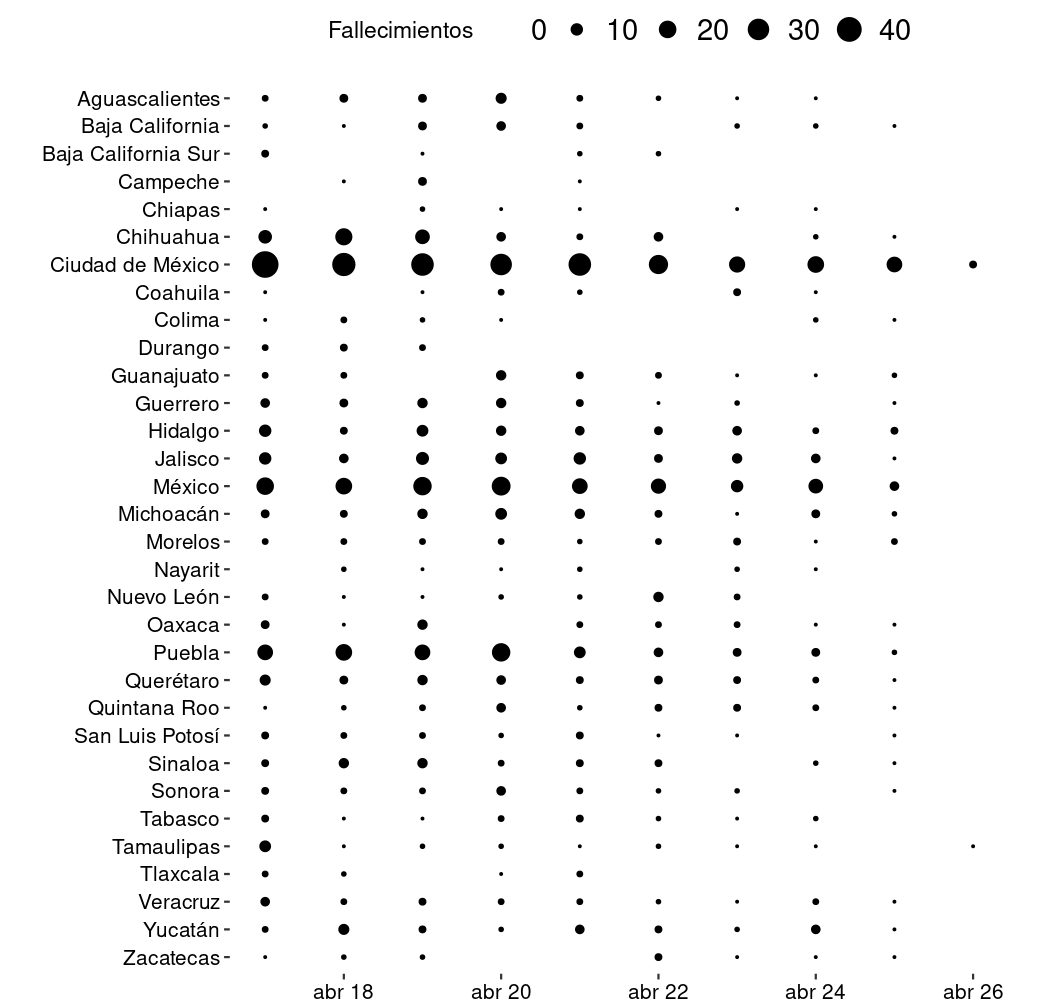 Fallecimientos 0 10 20 30 40
Aguascalientes
Baja California
Baja California Sur
Campeche
Chiapas
Chihuahua
Ciudad de México
Coahuila
Colima
Durango
Guanajuato
Guerrero
Hidalgo
Jalisco
México
Michoacán
Morelos
Nayarit
Nuevo León
Oaxaca
Puebla
Querétaro
Quintana Roo
San Luis Potosí
Sinaloa
Sonora
Tabasco
Tamaulipas
Tlaxcala
Veracruz
Yucatán
Zacatecas
abr 18 abr 20 abr 22 abr 24 abr 26